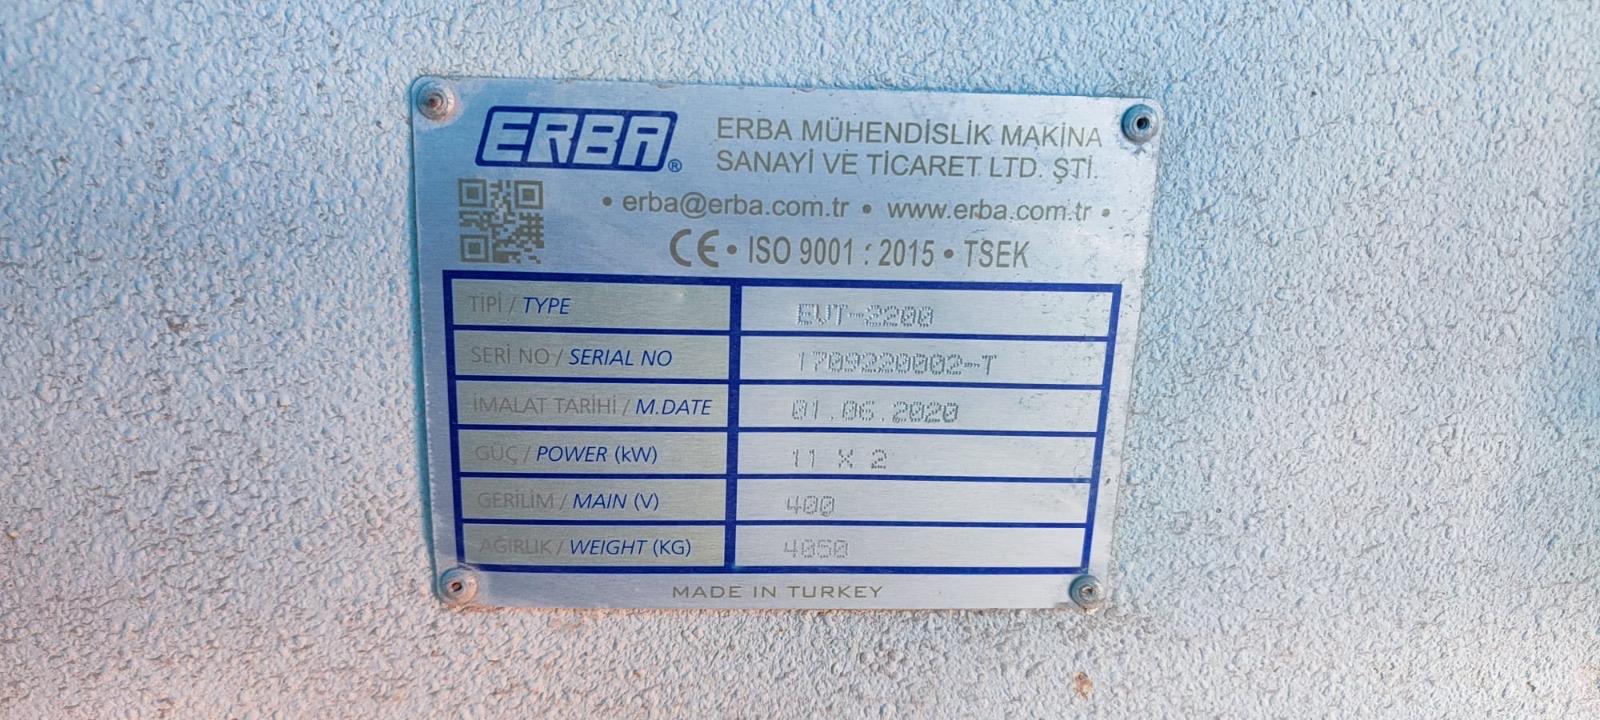 ERBA®
ERBA MÜHENDİSLİK MAKİNA
SANAYİ VE TİCARET LTD. ŞTİ.
• erba@erba.com.tr • www.erba.com.tr •
CE • ISO 9001 : 2015 • TSEK
TİPİ / TYPE EVT-2200
SERİ NO / SERIAL NO 1709220002-T
İMALAT TARİHİ / M.DATE 01.06.2020
GÜÇ / POWER (kW) 11 X 2
GERİLİM / MAIN (V) 400
AĞIRLIK / WEIGHT (KG) 4050
MADE IN TURKEY